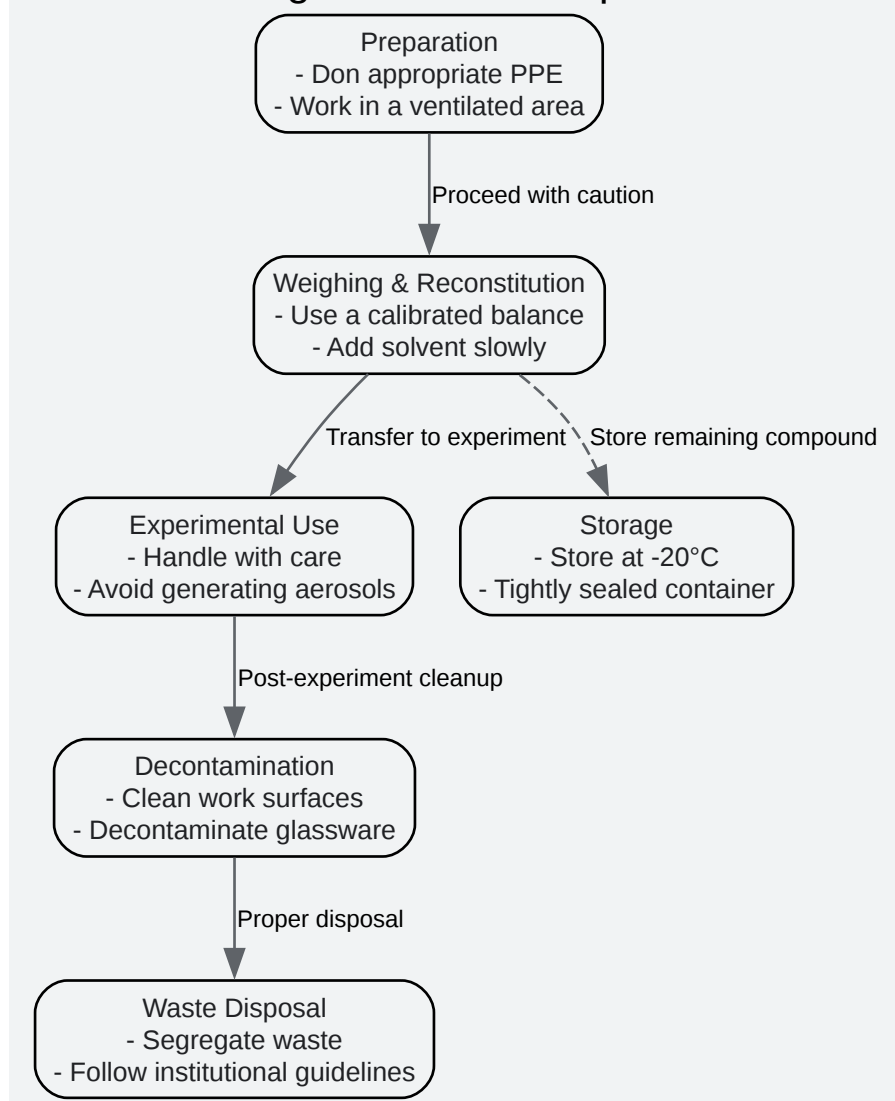 Preparation
- Don appropriate PPE
- Work in a ventilated area
Proceed with caution
Weighing & Reconstitution
- Use a calibrated balance
- Add solvent slowly
Transfer to experiment
Store remaining compound
Experimental Use
- Handle with care
- Avoid generating aerosols
Storage
- Store at -20°C
- Tightly sealed container
Post-experiment cleanup
Decontamination
- Clean work surfaces
- Decontaminate glassware
Proper disposal
Waste Disposal
- Segregate waste
- Follow institutional guidelines